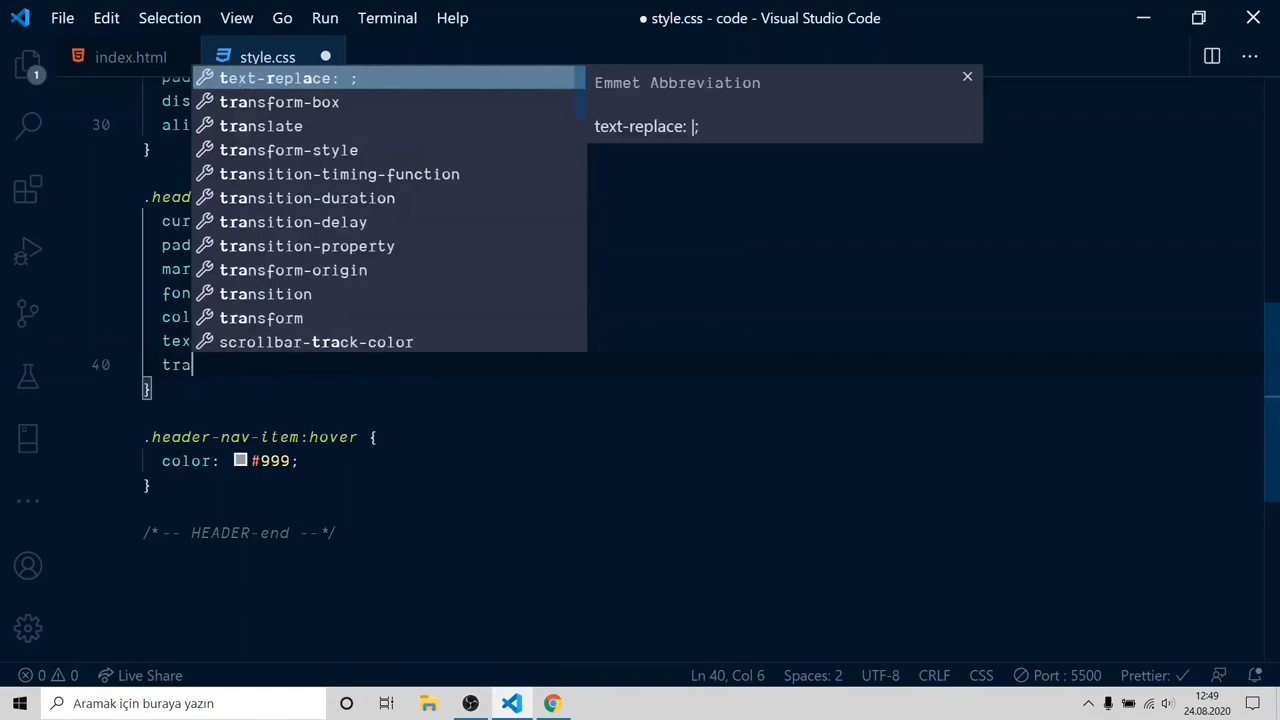 File Edit Selection View Go Run Terminal Help
● style.css - code - Visual Studio Code
index.html
style.css
1
pad
dis
30 ali
}
.head
cur
pad
mar
fon
col
tex
40 tra
}
text-replace: ;
transform-box
translate
transform-style
transition-timing-function
transition-duration
transition-delay
transition-property
transform-origin
transition
transform
scrollbar-track-color
Emmet Abbreviation
text-replace: |;
.header-nav-item:hover {
color: #999;
}
/*-- HEADER-end --*/
0 0 Live Share
Ln 40, Col 6 Spaces: 2 UTF-8 CRLF CSS Port : 5500 Prettier: ✓
Aramak için buraya yazın
12:49
24.08.2020